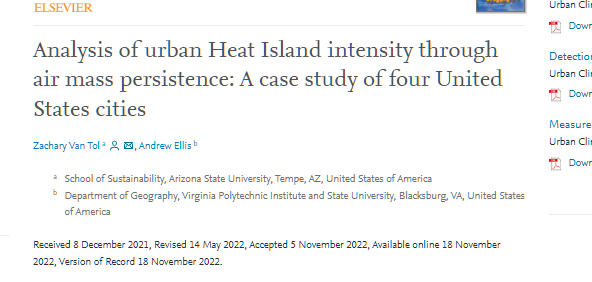 ELSEVIER
Analysis of urban Heat Island intensity through
air mass persistence: A case study of four United
States cities
Zachary Van Tol a, Andrew Ellis b
a School of Sustainability, Arizona State University, Tempe, AZ, United States of America
b Department of Geography, Virginia Polytechnic Institute and State University, Blacksburg, VA, United States
of America
Received 8 December 2021, Revised 14 May 2022, Accepted 5 November 2022, Available online 18 November
2022, Version of Record 18 November 2022.
Urban Cli
Down
Detection
Urban Cli
Down
Measure
Urban Cli
Down